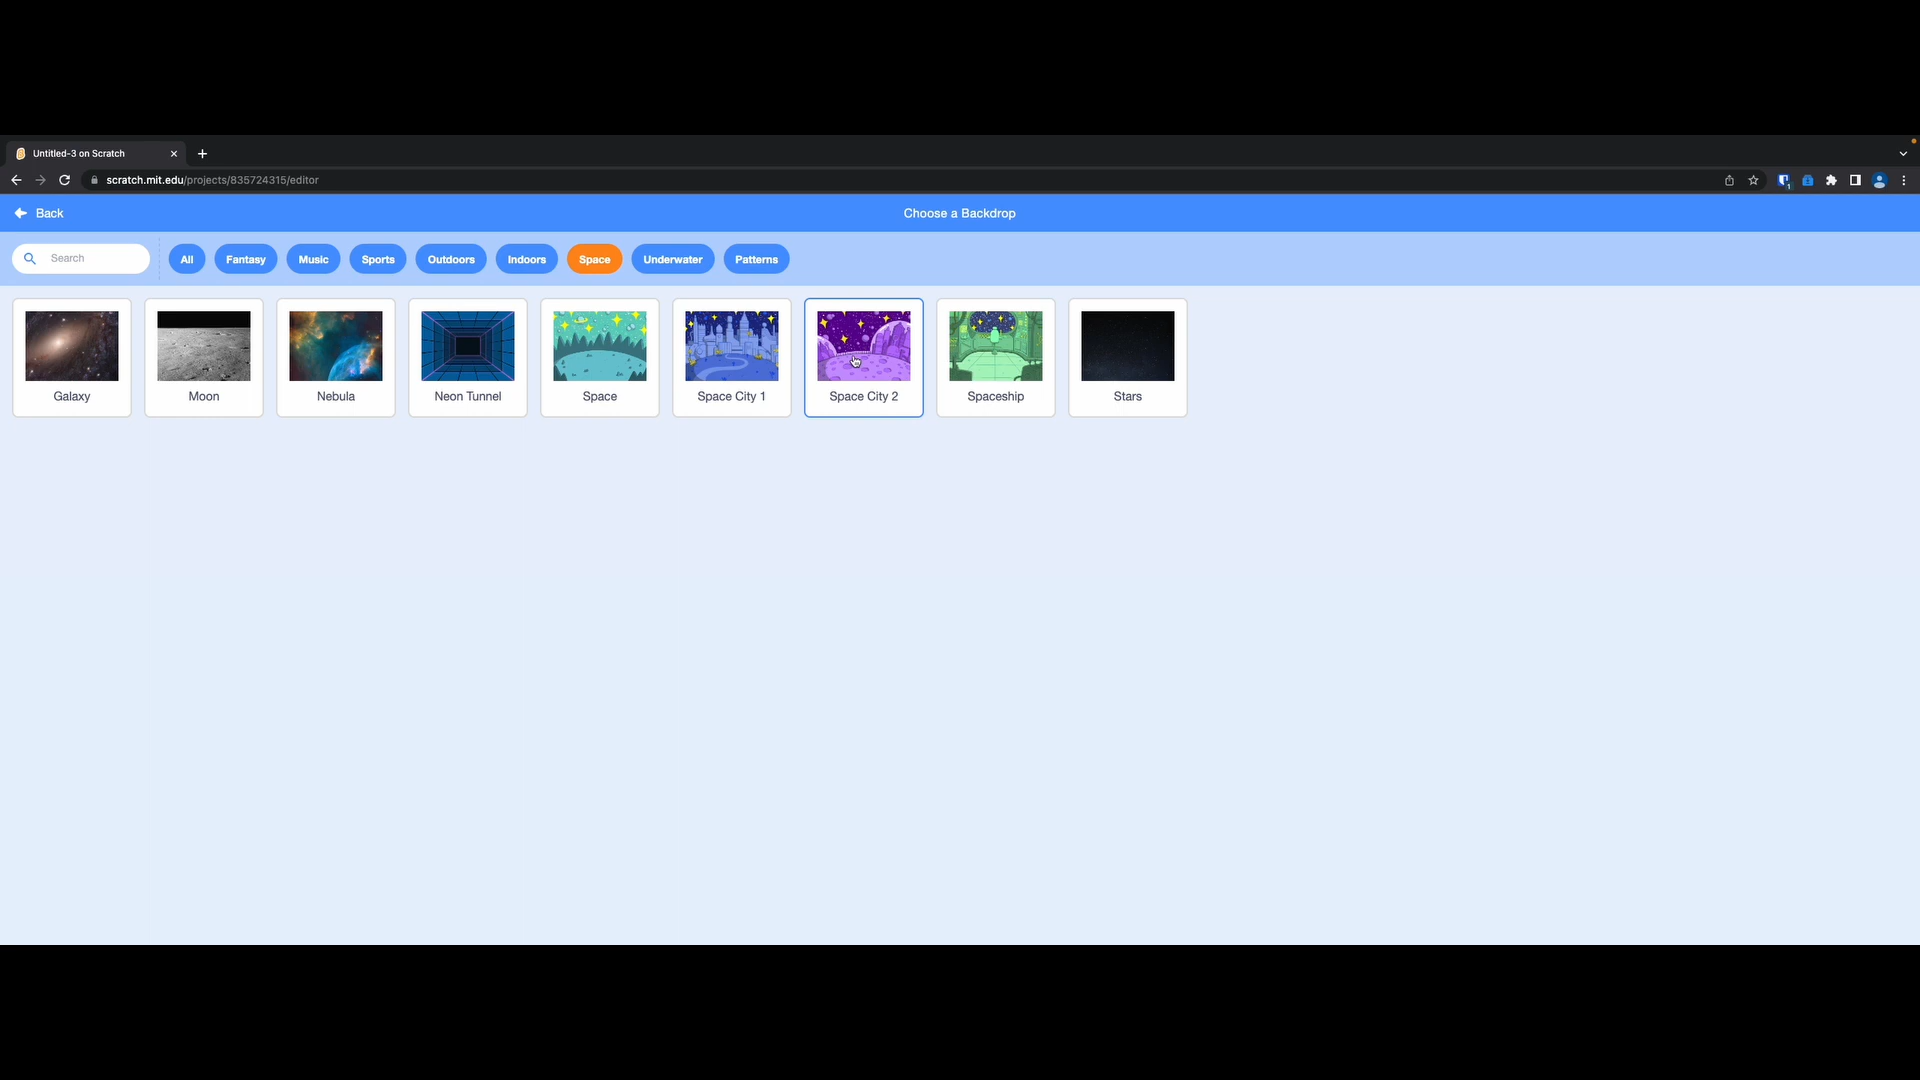 Untitled-3 on Scratch
scratch.mit.edu/projects/835724315/editor
1
Back
Choose a Backdrop
Search
All
Fantasy
Music
Sports
Outdoors
Indoors
Space
Underwater
Patterns
Galaxy
Moon
Nebula
Neon Tunnel
Space
Space City 1
Space City 2
Spaceship
Stars